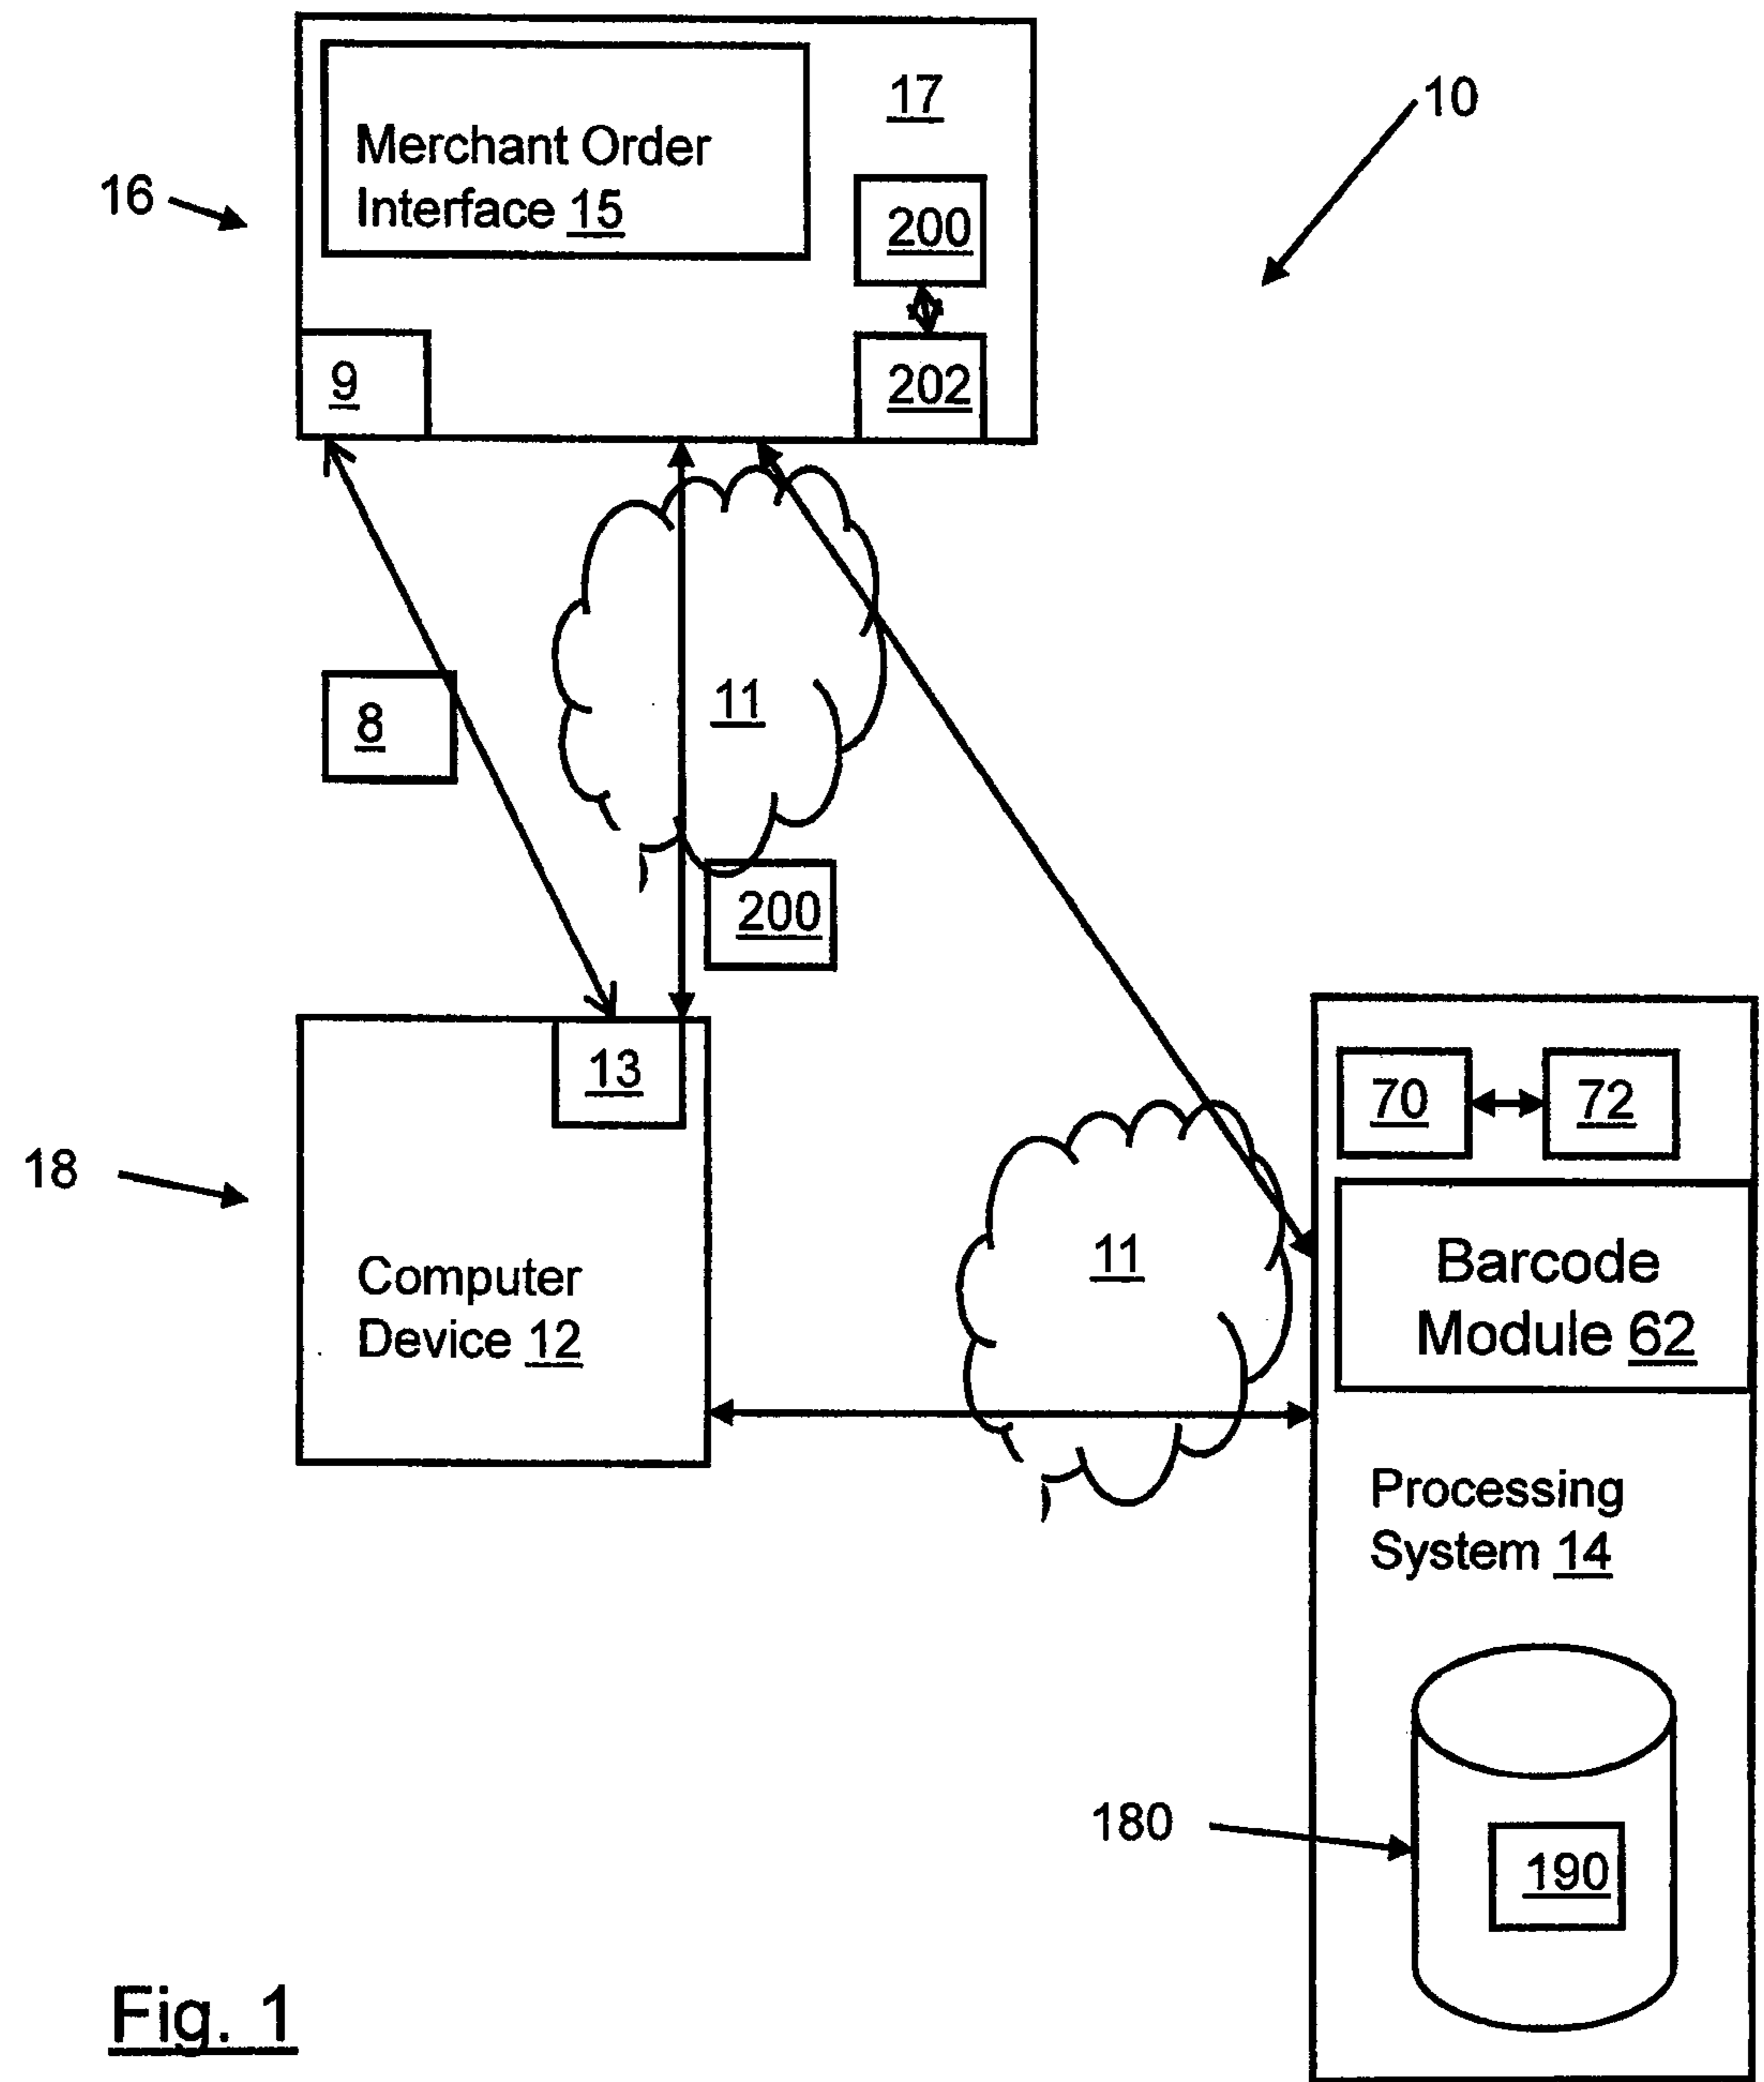 17
10
Merchant Order
Interface 15
16
200
9
202
8
11
200
13
70
72
18
Barcode
Module 62
11
Computer
Device 12
Processing
System 14
180
190
Fig. 1